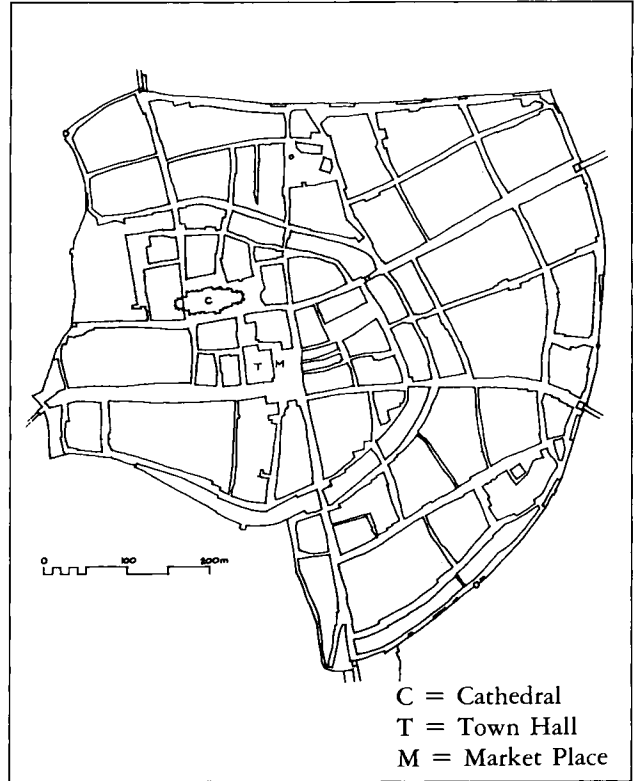 C
T M
0 100 200m
C = Cathedral
T = Town Hall
M = Market Place